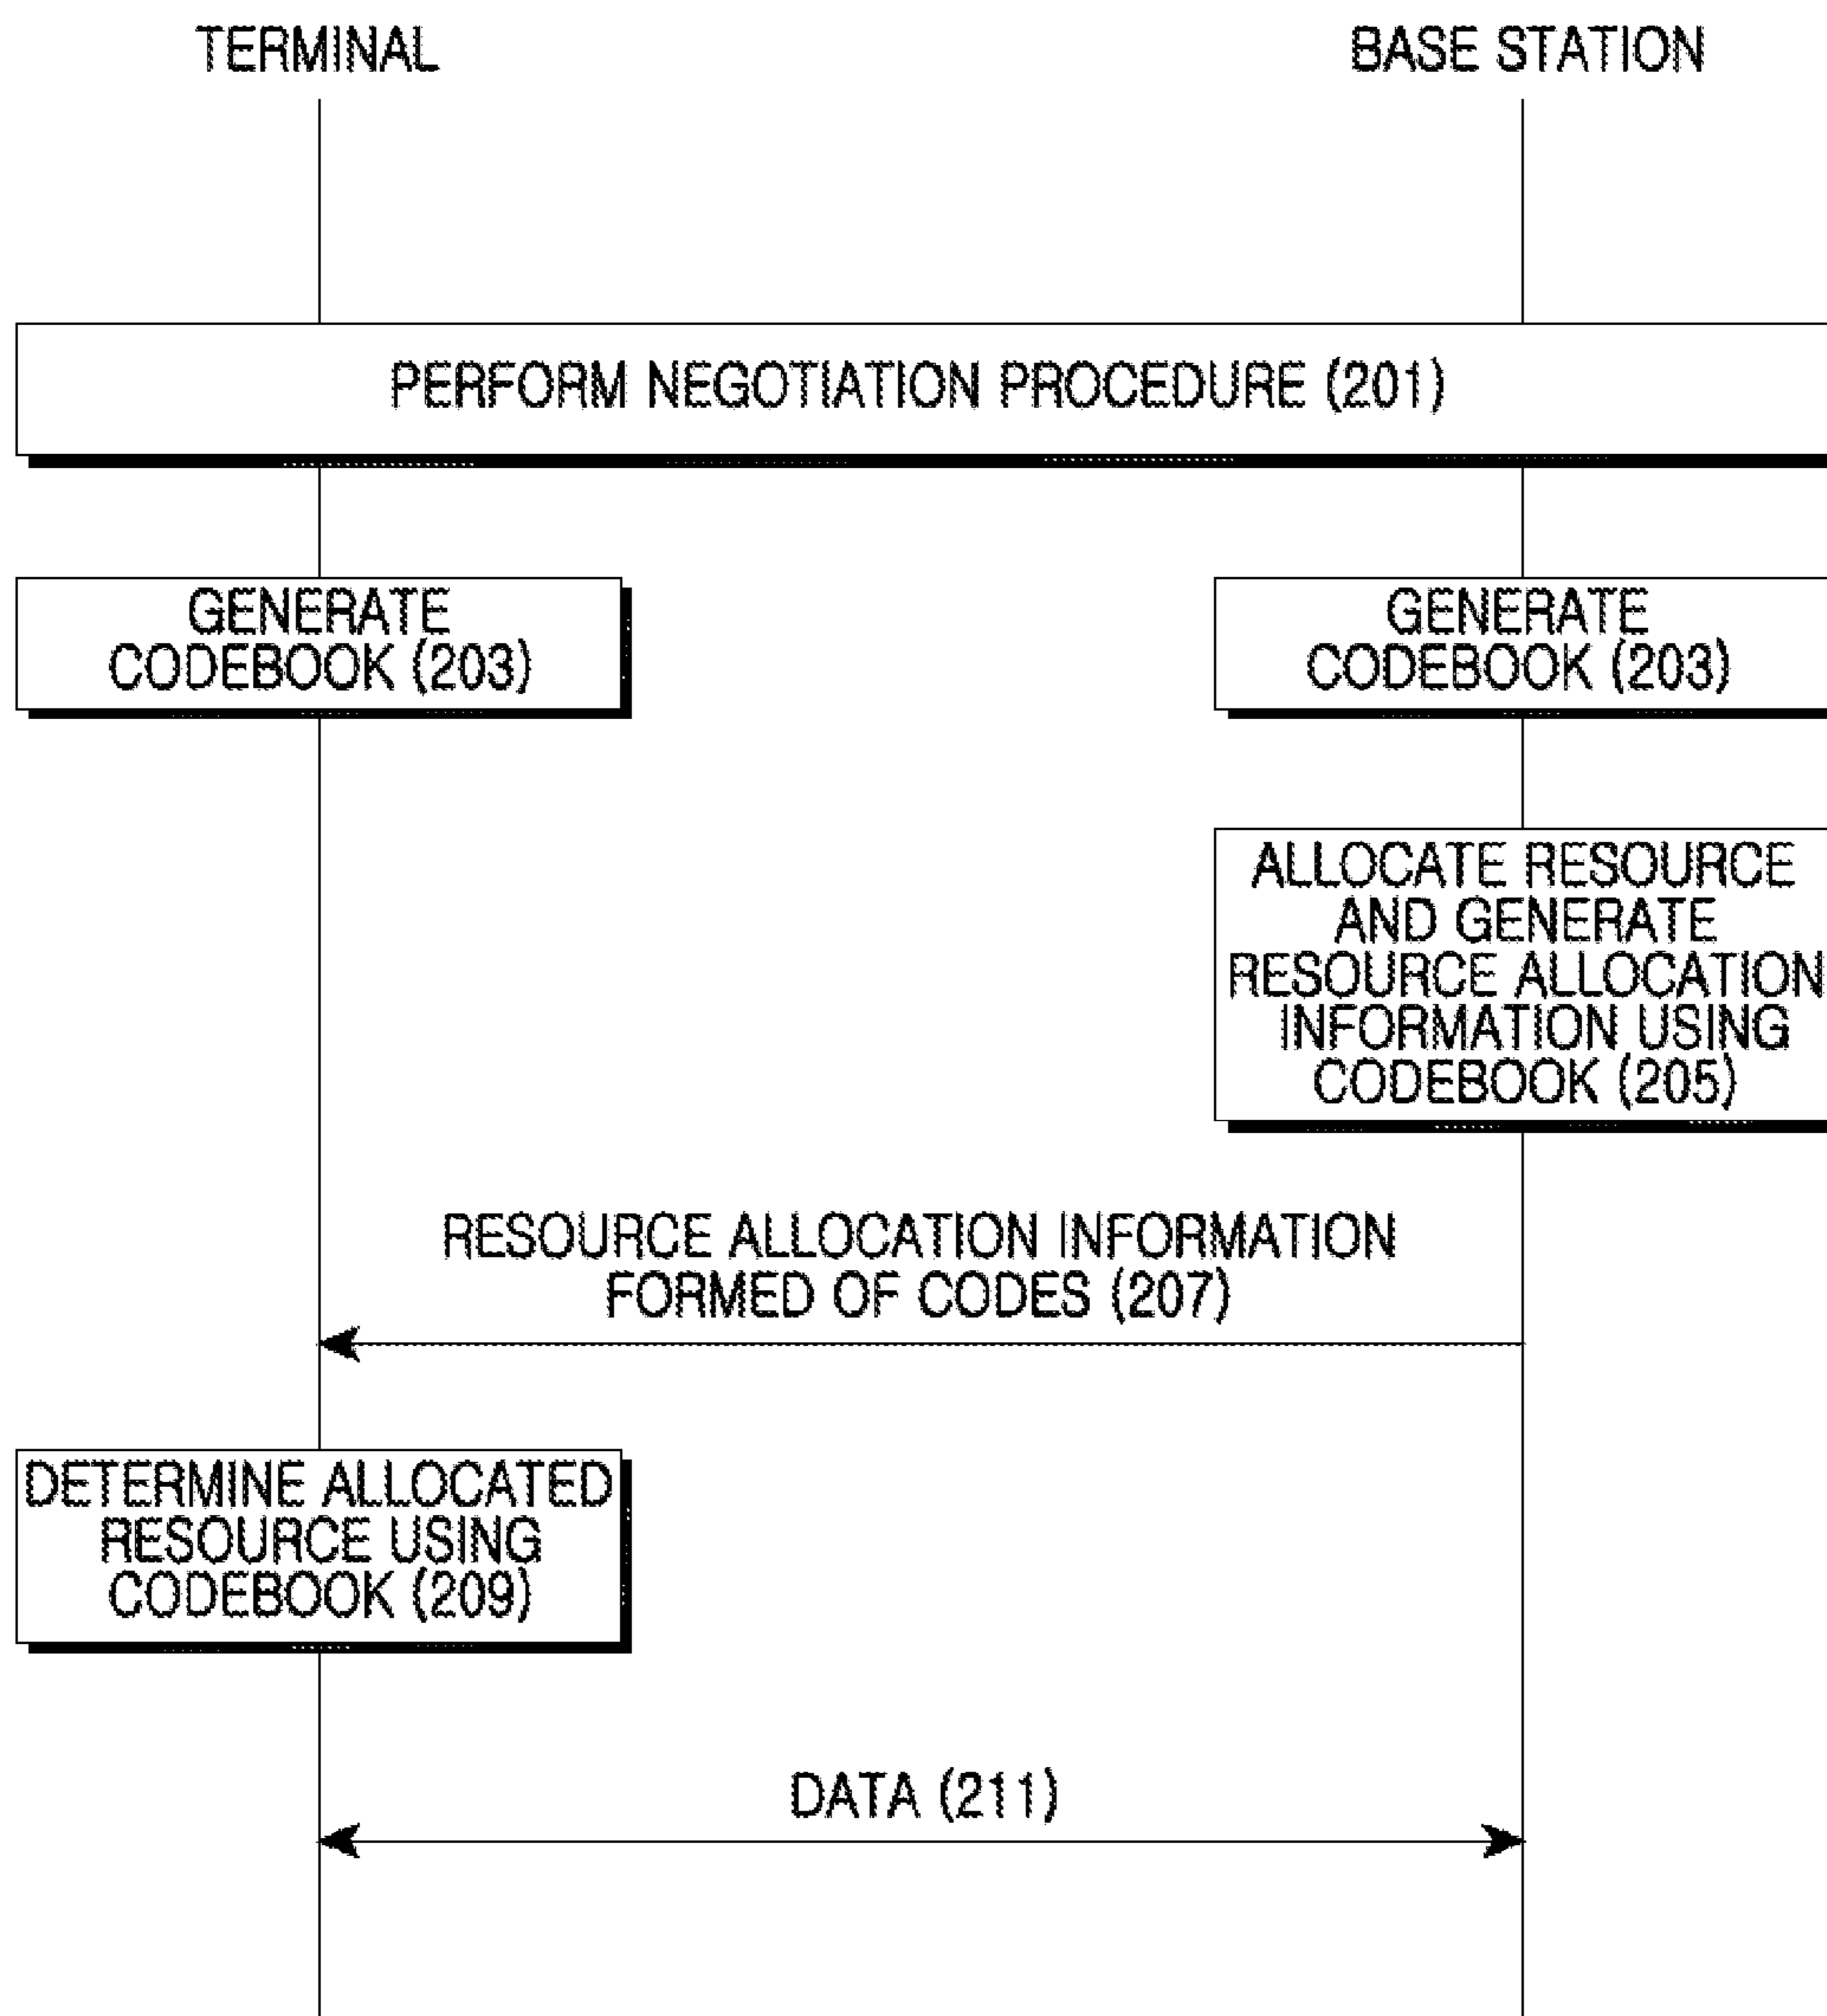 TERMINAL
BASE STATION
PERFORM NEGOTIATION PROCEDURE (201)
GENERATE
CODEBOOK (203)
GENERATE
CODEBOOK (203)
ALLOCATE RESOURCE
AND GENERATE
RESOURCE ALLOCATION
INFORMATION USING
CODEBOOK (205)
RESOURCE ALLOCATION INFORMATION
FORMED OF CODES (207)
DETERMINE ALLOCATED
RESOURCE USING
CODEBOOK (209)
DATA (211)